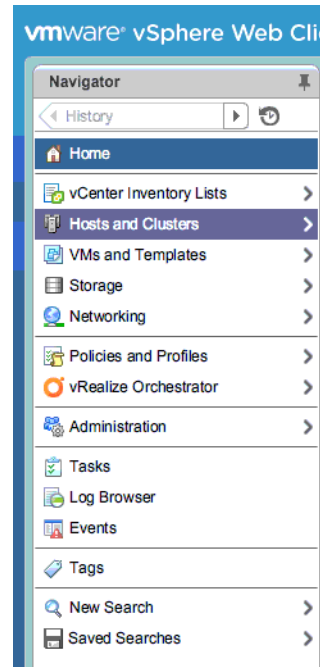 vmware® vSphere Web Cli
Navigator
History
Home
vCenter Inventory Lists
Hosts and Clusters
VMs and Templates
Storage
Networking
Policies and Profiles
vRealize Orchestrator
Administration
Tasks
Log Browser
Events
Tags
New Search
Saved Searches